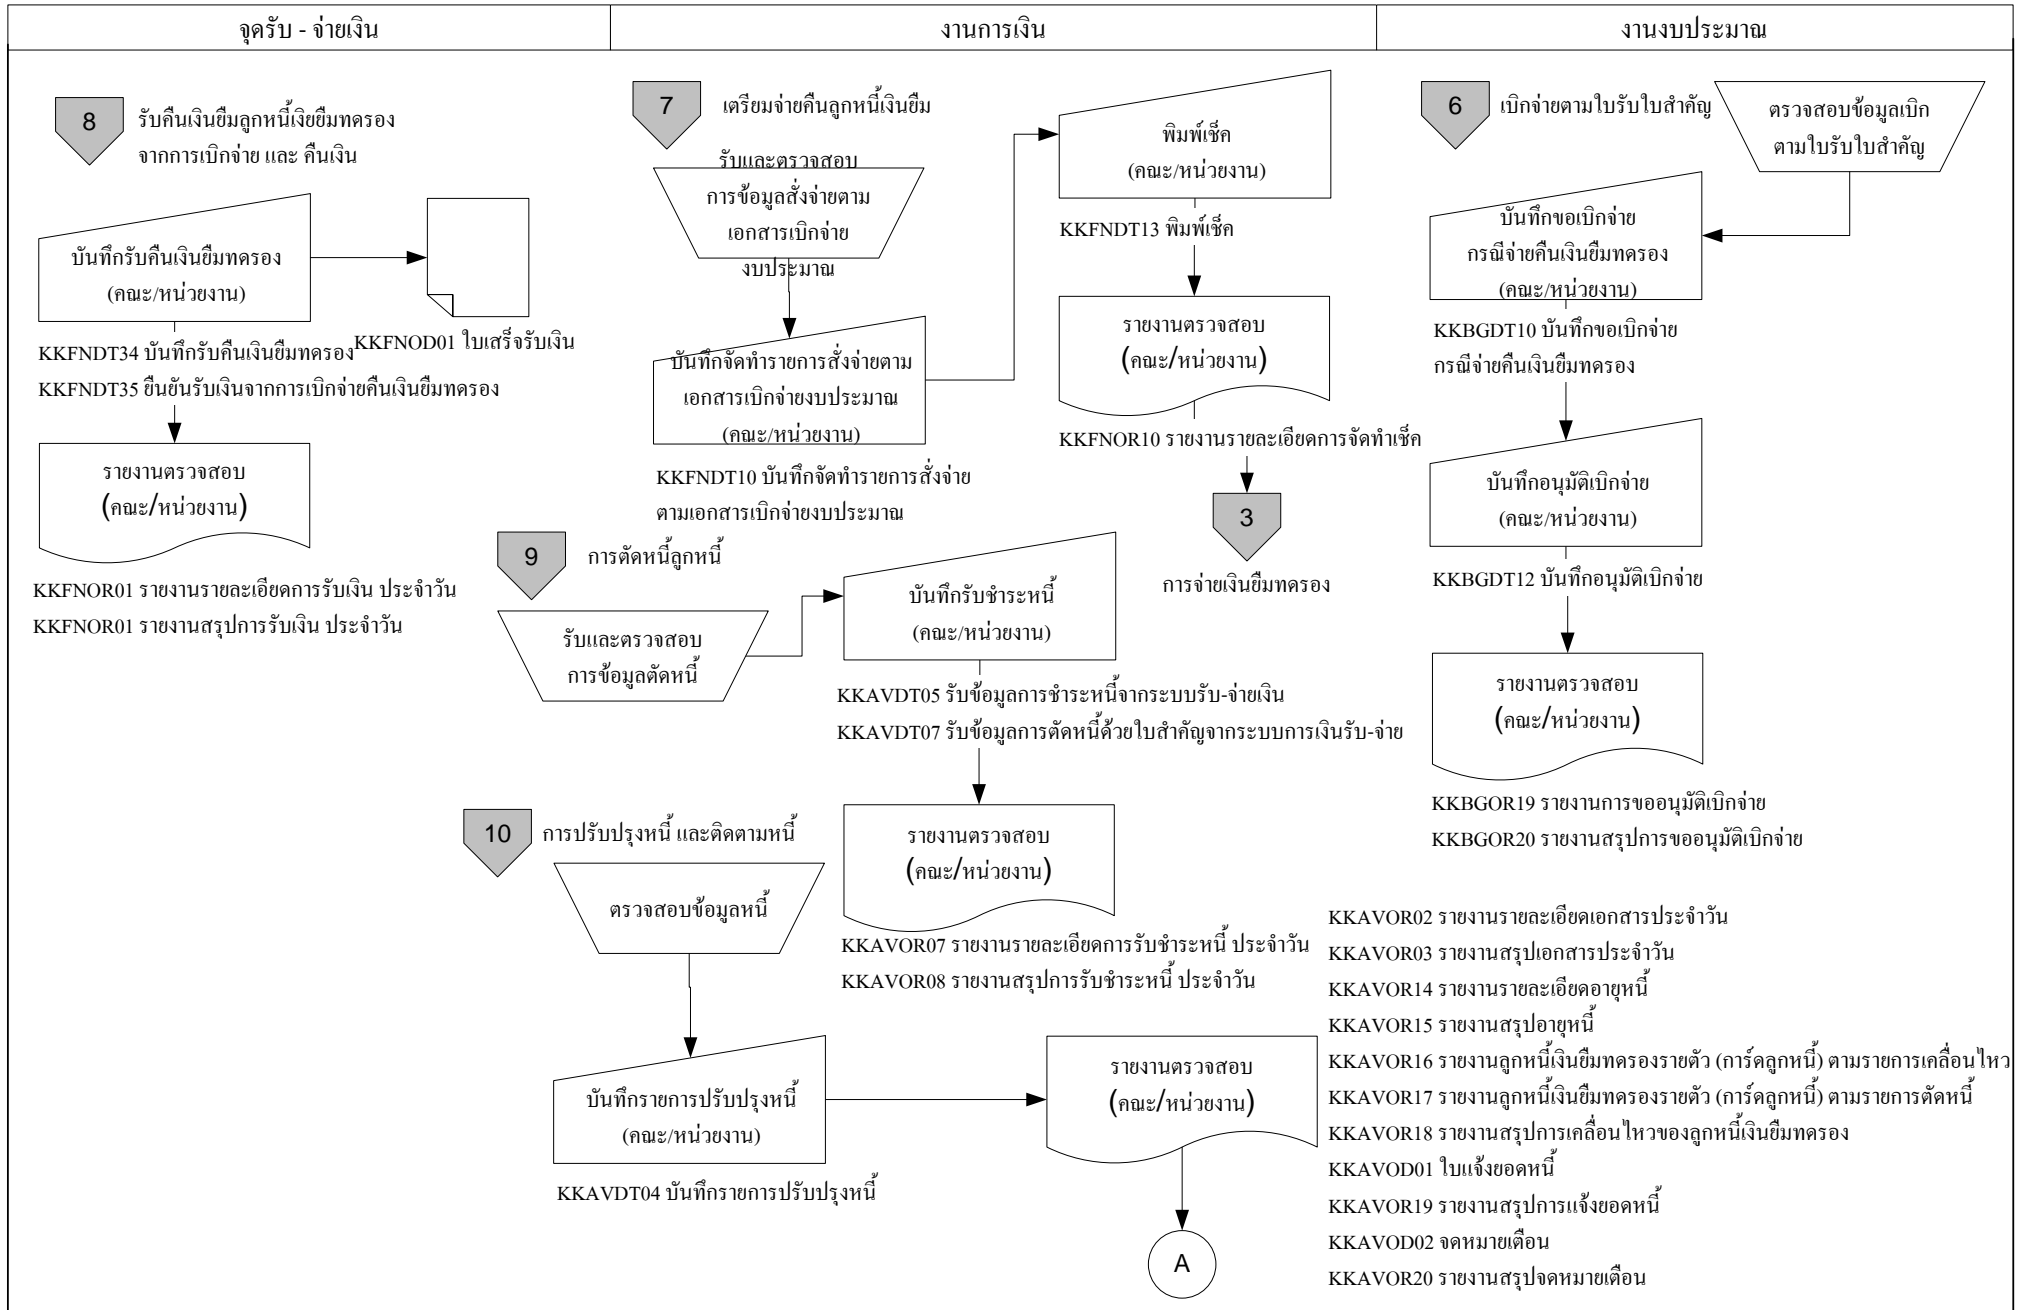 จุดรับ - จ่ายเงิน
งานการเงิน
งานงบประมาณ
8
รับคืนเงินยืมลูกหนี้เงิยยืมทดรอง
จากการเบิกจ่าย และ คืนเงิน
บันทึกรับคืนเงินยืมทดรอง
(คณะ/หน่วยงาน)
KKFNDT34 บันทึกรับคืนเงินยืมทดรอง
KKFNOD01 ใบเสร็จรับเงิน
KKFNDT35 ยืนยันรับเงินจากการเบิกจ่ายคืนเงินยืมทดรอง
รายงานตรวจสอบ
(คณะ/หน่วยงาน)
KKFNOR01 รายงานรายละเอียดการรับเงิน ประจำวัน
KKFNOR01 รายงานสรุปการรับเงิน ประจำวัน
7
เตรียมจ่ายคืนลูกหนี้เงินยืม
รับและตรวจสอบ
การข้อมูลสั่งจ่ายตาม
เอกสารเบิกจ่าย
งบประมาณ
บันทึกจัดทำรายการสั่งจ่ายตาม
เอกสารเบิกจ่ายงบประมาณ
(คณะ/หน่วยงาน)
KKFNDT10 บันทึกจัดทำรายการสั่งจ่าย
ตามเอกสารเบิกจ่ายงบประมาณ
พิมพ์เช็ค
(คณะ/หน่วยงาน)
KKFNDT13 พิมพ์เช็ค
รายงานตรวจสอบ
(คณะ/หน่วยงาน)
KKFNOR10 รายงานรายละเอียดการจัดทำเช็ค
3
การจ่ายเงินยืมทดรอง
9
การตัดหนี้ลูกหนี้
รับและตรวจสอบ
การข้อมูลตัดหนี้
บันทึกรับชำระหนี้
(คณะ/หน่วยงาน)
KKAVDT05 รับข้อมูลการชำระหนี้จากระบบรับ-จ่ายเงิน
KKAVDT07 รับข้อมูลการตัดหนี้ด้วยใบสำคัญจากระบบการเงินรับ-จ่าย
รายงานตรวจสอบ
(คณะ/หน่วยงาน)
KKAVOR07 รายงานรายละเอียดการรับชำระหนี้ ประจำวัน
KKAVOR08 รายงานสรุปการรับชำระหนี้ ประจำวัน
10
การปรับปรุงหนี้ และติดตามหนี้
ตรวจสอบข้อมูลหนี้
บันทึกรายการปรับปรุงหนี้
(คณะ/หน่วยงาน)
KKAVDT04 บันทึกรายการปรับปรุงหนี้
รายงานตรวจสอบ
(คณะ/หน่วยงาน)
A
6
เบิกจ่ายตามใบรับใบสำคัญ
ตรวจสอบข้อมูลเบิก
ตามใบรับใบสำคัญ
บันทึกขอเบิกจ่าย
กรณีจ่ายคืนเงินยืมทดรอง
(คณะ/หน่วยงาน)
KKBGDT10 บันทึกขอเบิกจ่าย
กรณีจ่ายคืนเงินยืมทดรอง
บันทึกอนุมัติเบิกจ่าย
(คณะ/หน่วยงาน)
KKBGDT12 บันทึกอนุมัติเบิกจ่าย
รายงานตรวจสอบ
(คณะ/หน่วยงาน)
KKBGOR19 รายงานการขออนุมัติเบิกจ่าย
KKBGOR20 รายงานสรุปการขออนุมัติเบิกจ่าย
KKAVOR02 รายงานรายละเอียดเอกสารประจำวัน
KKAVOR03 รายงานสรุปเอกสารประจำวัน
KKAVOR14 รายงานรายละเอียดอายุหนี้
KKAVOR15 รายงานสรุปอายุหนี้
KKAVOR16 รายงานลูกหนี้เงินยืมทดรองรายตัว (การ์ดลูกหนี้) ตามรายการเคลื่อนไหว
KKAVOR17 รายงานลูกหนี้เงินยืมทดรองรายตัว (การ์ดลูกหนี้) ตามรายการตัดหนี้
KKAVOR18 รายงานสรุปการเคลื่อนไหวของลูกหนี้เงินยืมทดรอง
KKAVOD01 ใบแจ้งยอดหนี้
KKAVOR19 รายงานสรุปการแจ้งยอดหนี้
KKAVOD02 จดหมายเตือน
KKAVOR20 รายงานสรุปจดหมายเตือน